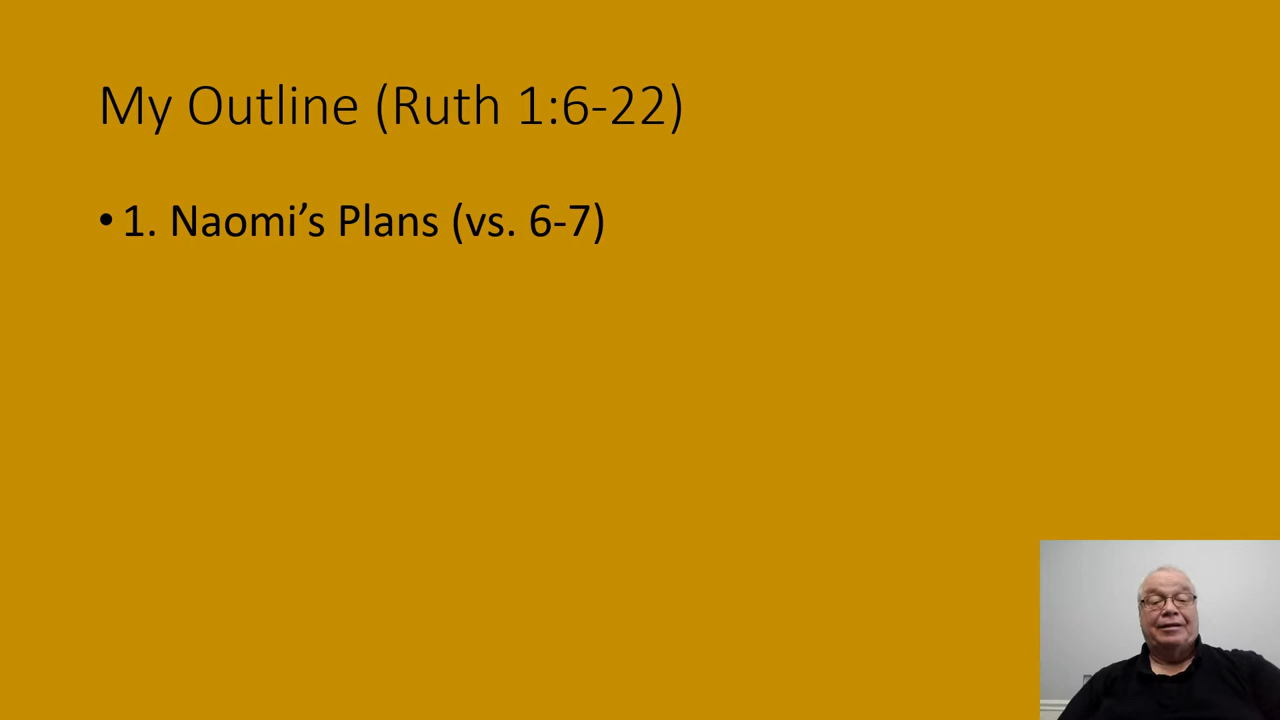 My Outline (Ruth 1:6-22)
• 1. Naomi’s Plans (vs. 6-7)